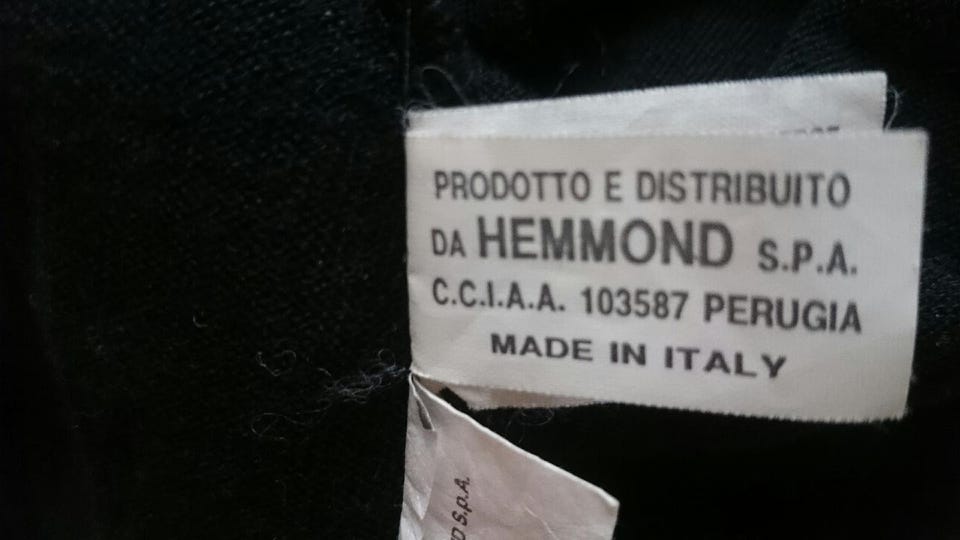 PRODOTTO E DISTRIBUITO
DA HEMMOND S.P.A.
C.C.I.A.A. 103587 PERUGIA
MADE IN ITALY
S.p.A.